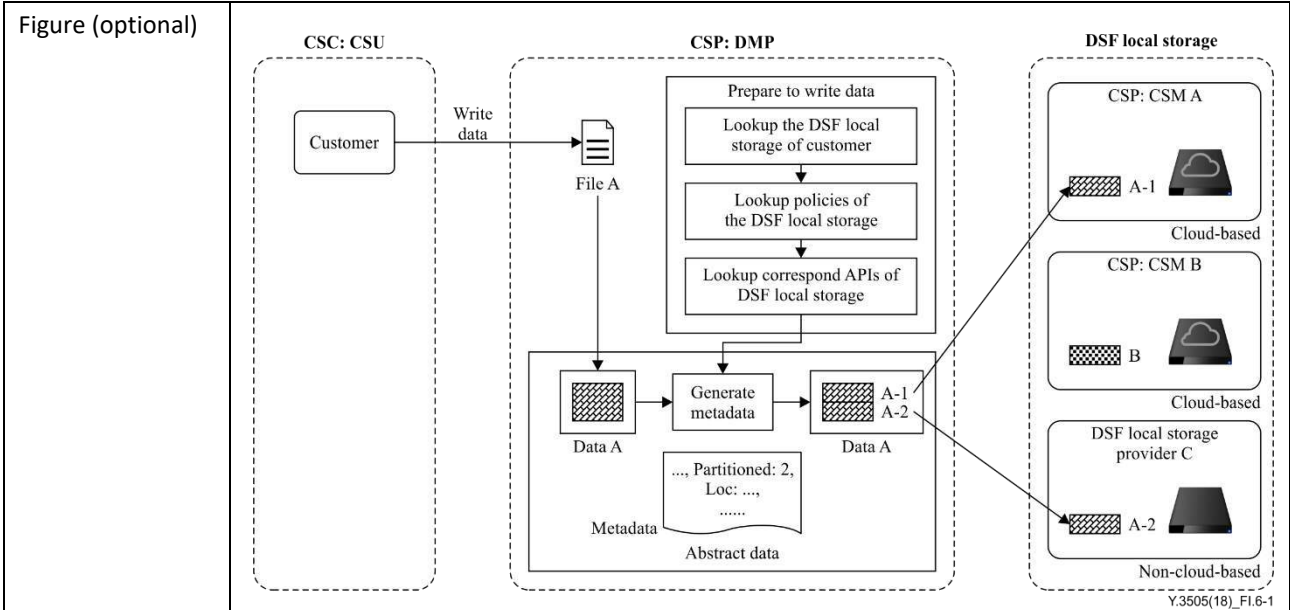 Figure (optional)
CSC: CSU
Customer
Write
data
CSP: DMP
File A
Prepare to write data
Lookup the DSF local
storage of customer
Lookup policies of
the DSF local storage
Lookup correspond APIs of
DSF local storage
Data A
Generate
metadata
A-1
A-2
Data A
..., Partitioned: 2,
Loc: ...,
......
Metadata
Abstract data
DSF local storage
CSP: CSM A
A-1
Cloud-based
CSP: CSM B
B
Cloud-based
DSF local storage
provider C
A-2
Non-cloud-based
Y.3505(18)_FI.6-1